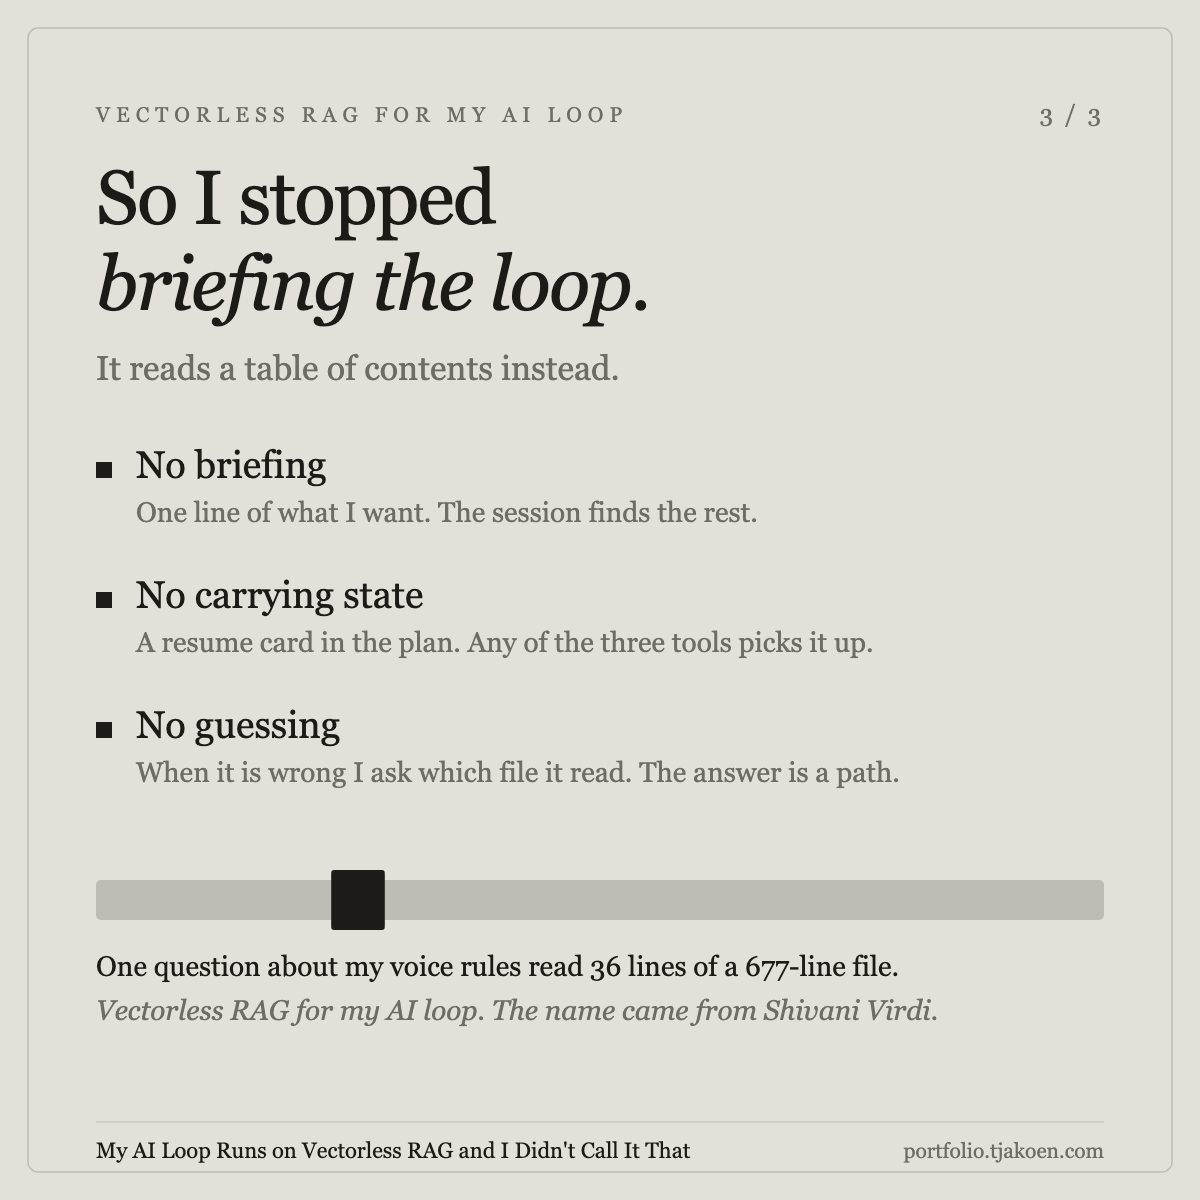 VECTORLESS RAG FOR MY AI LOOP
3 / 3
So I stopped
briefing the loop.
It reads a table of contents instead.
No briefing
One line of what I want. The session finds the rest.
No carrying state
A resume card in the plan. Any of the three tools picks it up.
No guessing
When it is wrong I ask which file it read. The answer is a path.
One question about my voice rules read 36 lines of a 677-line file.
Vectorless RAG for my AI loop. The name came from Shivani Virdi.
My AI Loop Runs on Vectorless RAG and I Didn't Call It That
portfolio.tjakoen.com